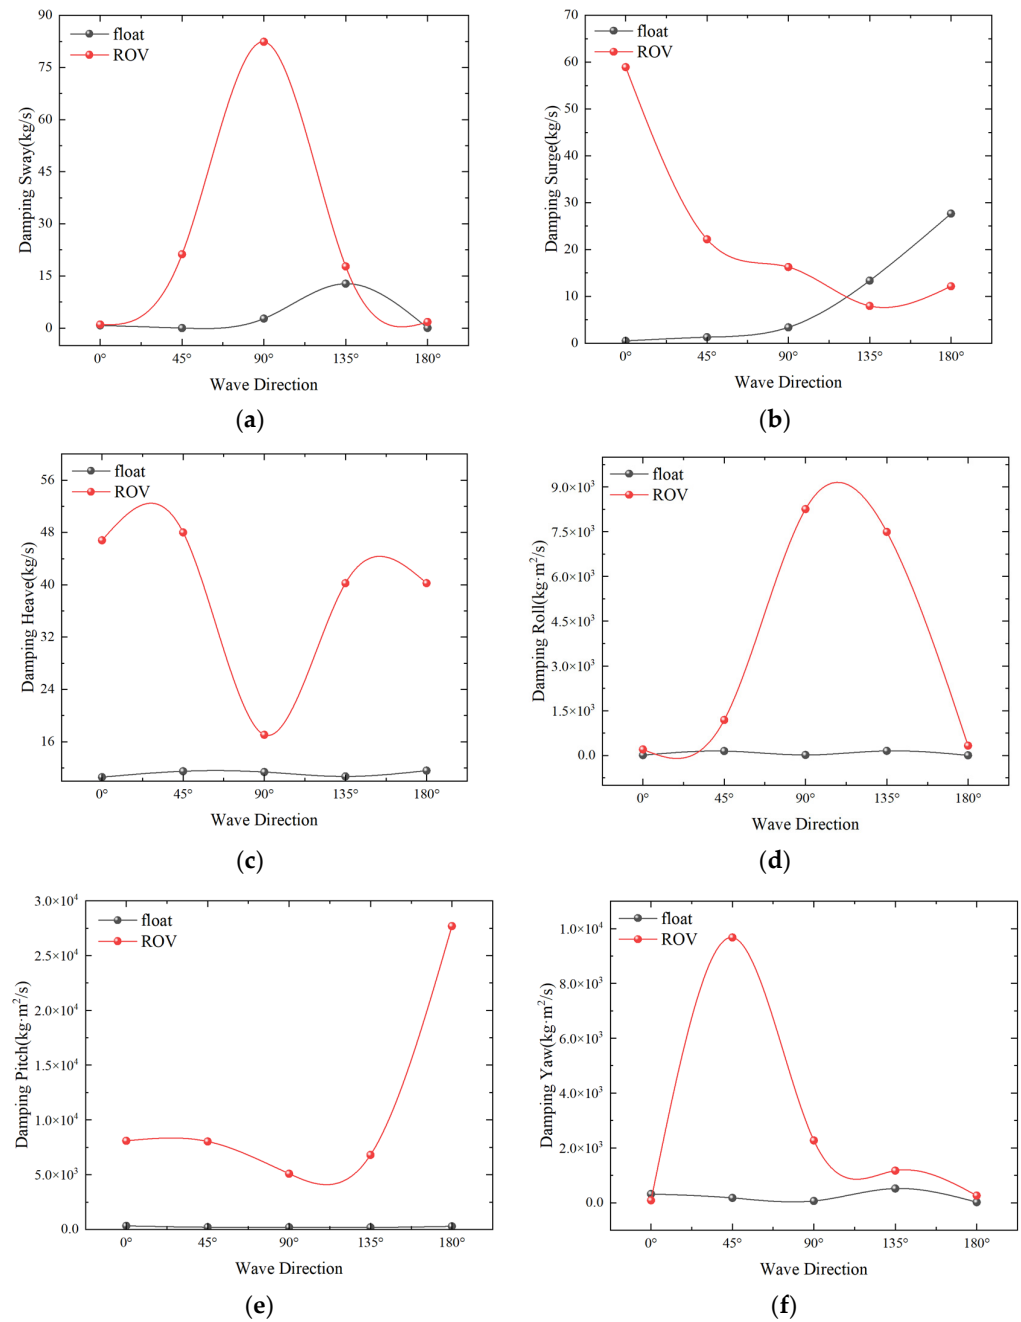 90
75
60
45
30
15
0
Damping Sway(kg/s)
float
ROV
0° 45° 90° 135° 180°
Wave Direction
(a)
70
60
50
40
30
20
10
0
Damping Surge(kg/s)
float
ROV
0° 45° 90° 135° 180°
Wave Direction
(b)
56
48
40
32
24
16
Damping Heave(kg/s)
float
ROV
0° 45° 90° 135° 180°
Wave Direction
(c)
9.0×10³
7.5×10³
6.0×10³
4.5×10³
3.0×10³
1.5×10³
0.0
Damping Roll(kg·m²/s)
float
ROV
0° 45° 90° 135° 180°
Wave Direction
(d)
3.0×10⁴
2.5×10⁴
2.0×10⁴
1.5×10⁴
1.0×10⁴
5.0×10³
0.0
Damping Pitch(kg·m²/s)
float
ROV
0° 45° 90° 135° 180°
Wave Direction
(e)
1.0×10⁴
8.0×10³
6.0×10³
4.0×10³
2.0×10³
0.0
Damping Yaw(kg·m²/s)
float
ROV
0° 45° 90° 135° 180°
Wave Direction
(f)